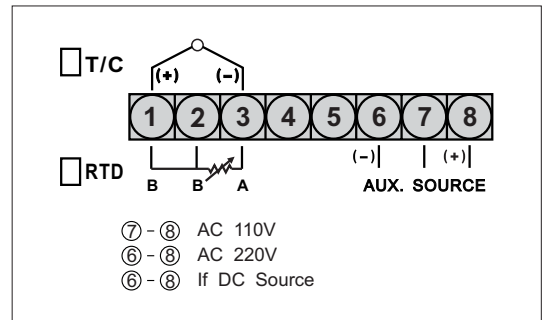 T/C
(+) (-)
1 2 3 4 5 6 7 8
RTD
B B A
(-) (+)
AUX. SOURCE
⑦-⑧ AC 110V
⑥-⑧ AC 220V
⑥-⑧ If DC Source